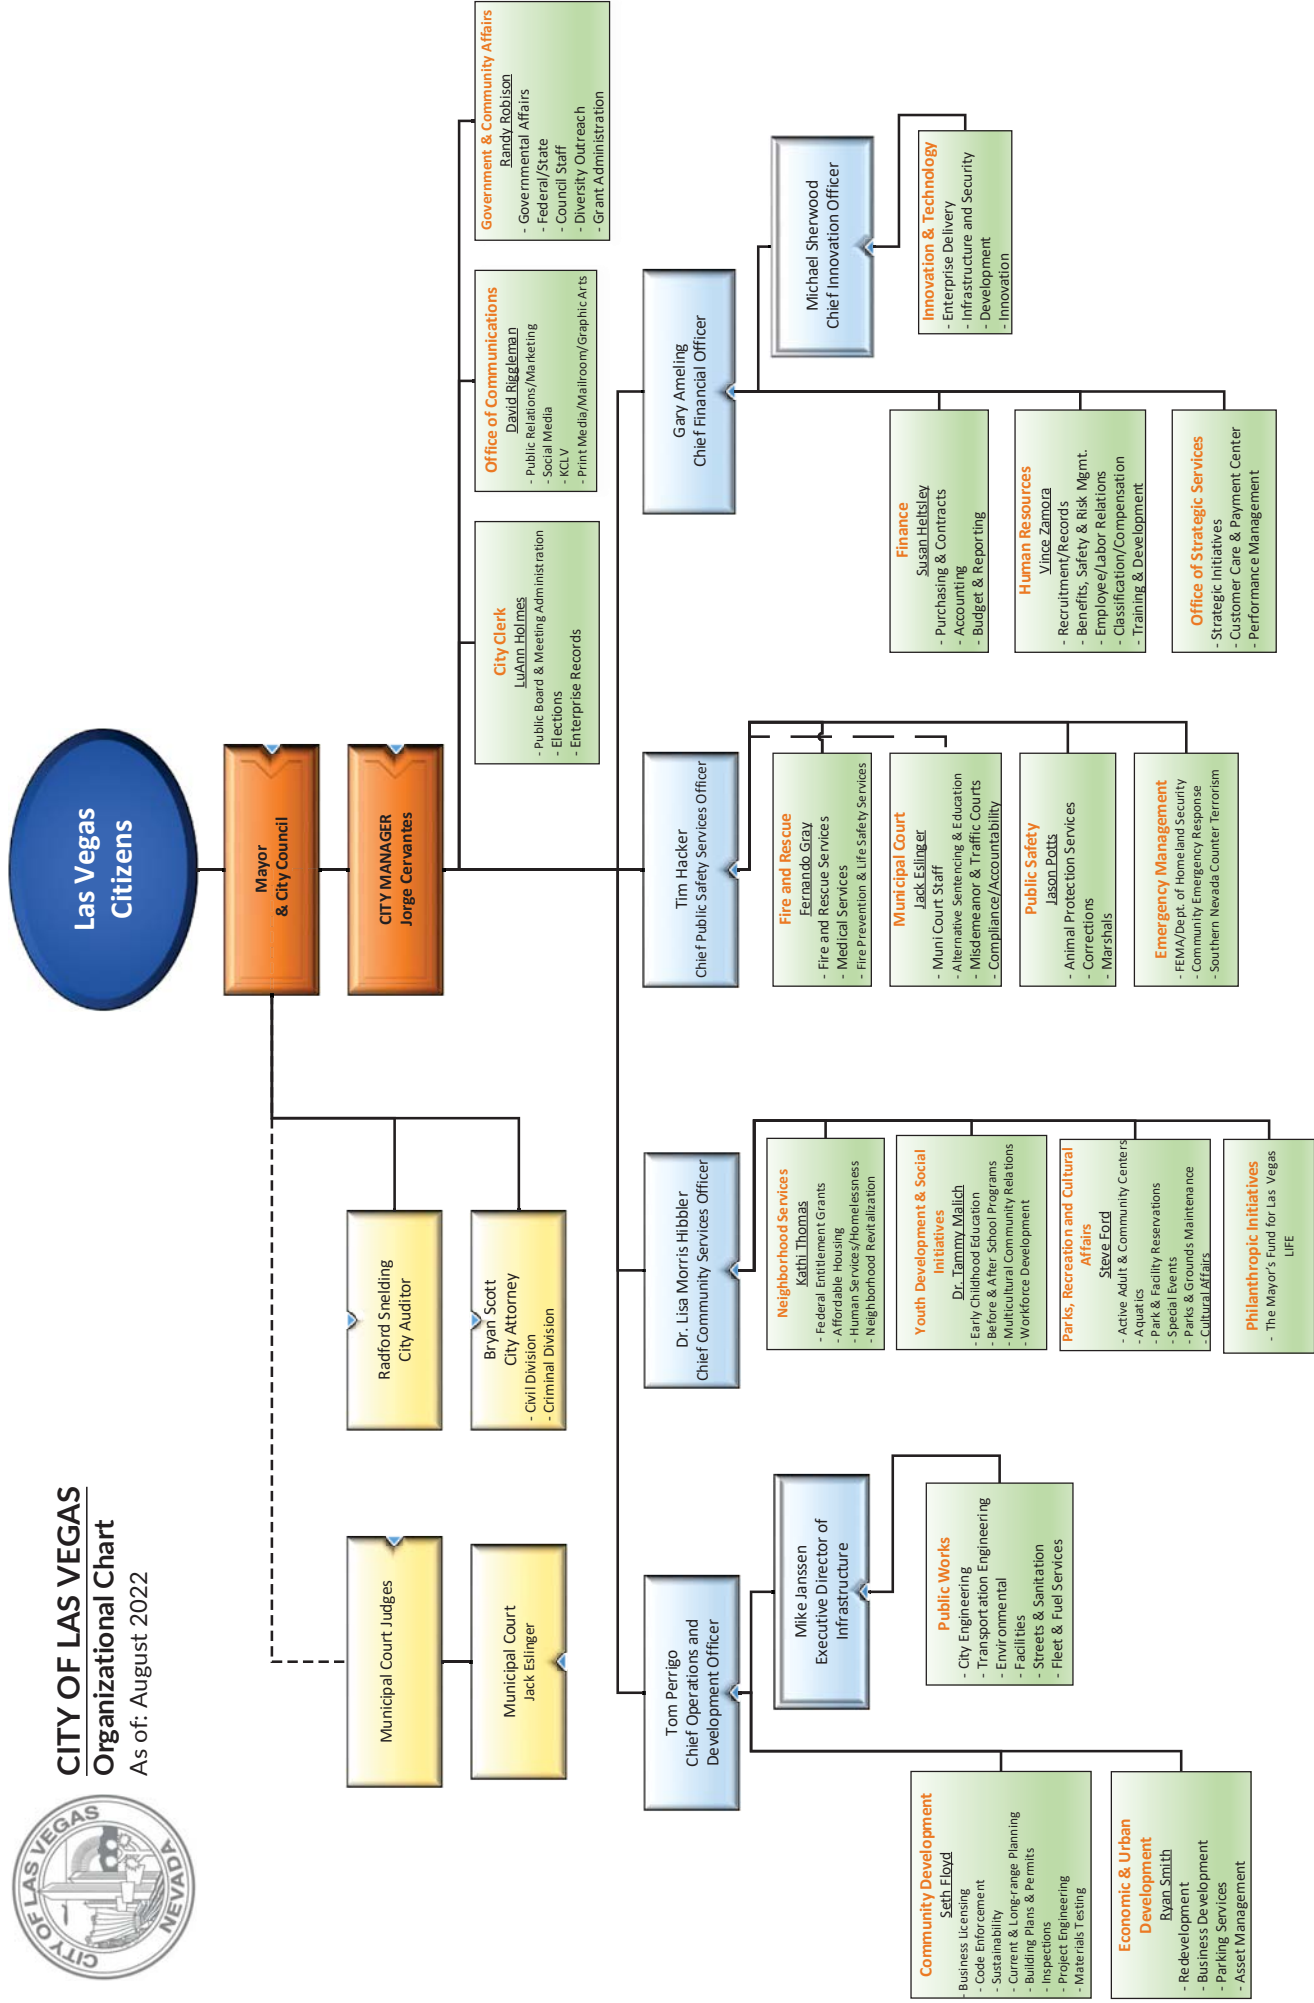 CITY OF LAS VEGAS
NEVADA
CITY OF LAS VEGAS
Organizational Chart
As of: August 2022
Las Vegas
Citizens
Mayor
& City Council
CITY MANAGER
Jorge Cervantes
Municipal Court Judges
Municipal Court
Jack Eslinger
Radford Snelding
City Auditor
Bryan Scott
City Attorney
- Civil Division
- Criminal Division
City Clerk
LuAnn Holmes
- Public Board & Meeting Administration
- Elections
- Enterprise Records
Office of Communications
David Riggleman
- Public Relations/Marketing
- Social Media
- KCLV
- Print Media/Mailroom/Graphic Arts
Government & Community Affairs
Randy Robison
- Governmental Affairs
- Federal/State
- Council Staff
- Diversity Outreach
- Grant Administration
Tom Perrigo
Chief Operations and
Development Officer
Mike Janssen
Executive Director of
Infrastructure
Community Development
Seth Floyd
- Business Licensing
- Code Enforcement
- Sustainability
- Current & Long-range Planning
- Building Plans & Permits
- Inspections
- Project Engineering
- Materials Testing
Economic & Urban
Development
Ryan Smith
- Redevelopment
- Business Development
- Parking Services
- Asset Management
Public Works
- City Engineering
- Transportation Engineering
- Environmental
- Facilities
- Streets & Sanitation
- Fleet & Fuel Services
Dr. Lisa Morris Hibbler
Chief Community Services Officer
Neighborhood Services
Kathi Thomas
- Federal Entitlement Grants
- Affordable Housing
- Human Services/Homelessness
- Neighborhood Revitalization
Youth Development & Social
Initiatives
Dr. Tammy Malich
- Early Childhood Education
- Before & After School Programs
- Multicultural Community Relations
- Workforce Development
Parks, Recreation and Cultural
Affairs
Steve Ford
- Active Adult & Community Centers
- Aquatics
- Park & Facility Reservations
- Special Events
- Parks & Grounds Maintenance
- Cultural Affairs
Philanthropic Initiatives
- The Mayor's Fund for Las Vegas
LIFE
Tim Hacker
Chief Public Safety Services Officer
Fire and Rescue
Fernando Gray
- Fire and Rescue Services
- Medical Services
- Fire Prevention & Life Safety Services
Municipal Court
Jack Eslinger
- Muni Court Staff
- Alternative Sentencing & Education
- Misdemeanor & Traffic Courts
- Compliance/Accountability
Public Safety
Jason Potts
- Animal Protection Services
- Corrections
- Marshals
Emergency Management
- FEMA/Dept. of Homeland Security
- Community Emergency Response
- Southern Nevada Counter Terrorism
Gary Ameling
Chief Financial Officer
Michael Sherwood
Chief Innovation Officer
Finance
Susan Heltsley
- Purchasing & Contracts
- Accounting
- Budget & Reporting
Human Resources
Vince Zamora
- Recruitment/Records
- Benefits, Safety & Risk Mgmt.
- Employee/Labor Relations
- Classification/Compensation
- Training & Development
Office of Strategic Services
- Strategic Initiatives
- Customer Care & Payment Center
- Performance Management
Innovation & Technology
- Enterprise Delivery
- Infrastructure and Security
- Development
- Innovation